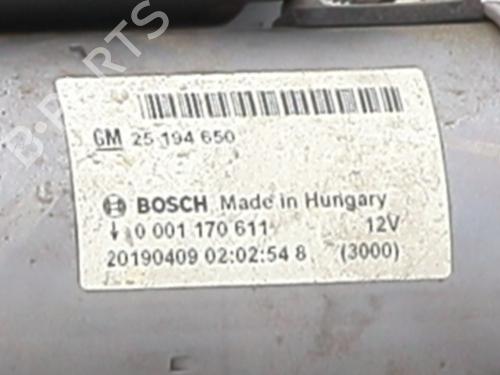 B-PARTS
GM 25 194 650
BOSCH Made in Hungary
0 001 170 611 12V
20190409 02:02:54 8 (3000)